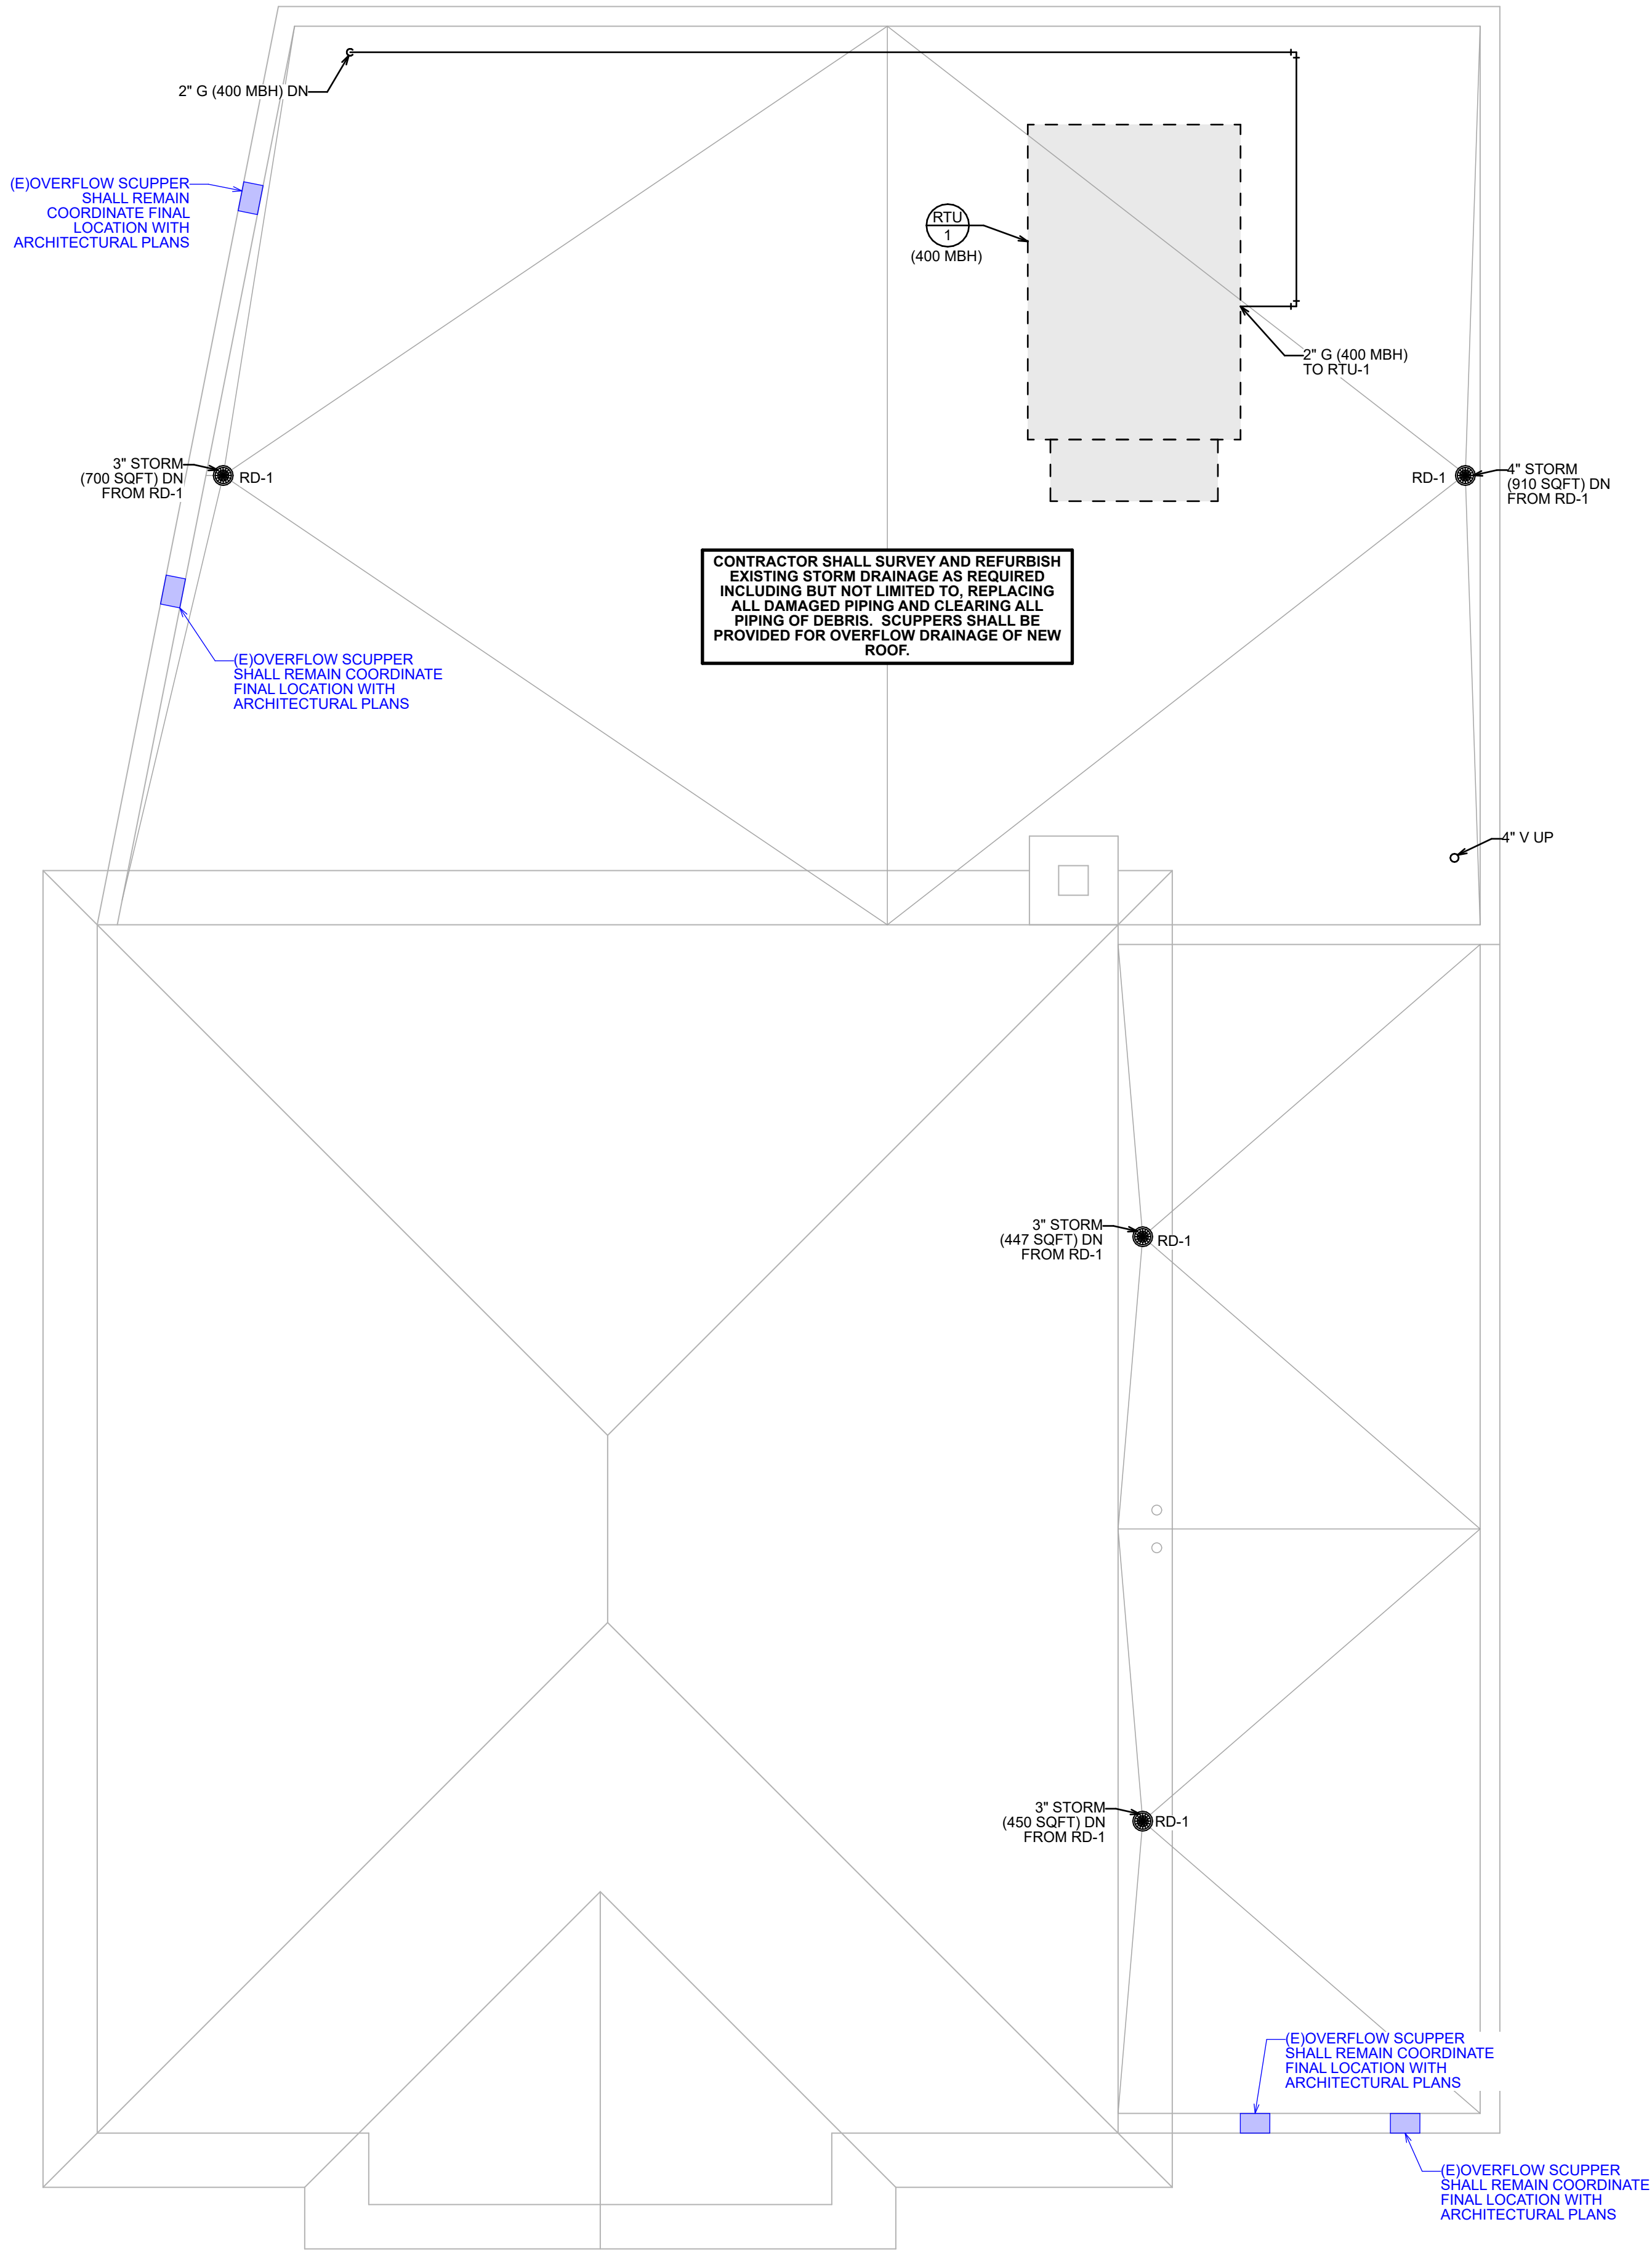 2" G (400 MBH) DN
(E)OVERFLOW SCUPPER
SHALL REMAIN
COORDINATE FINAL
LOCATION WITH
ARCHITECTURAL PLANS
RTU
1
(400 MBH)
2" G (400 MBH)
TO RTU-1
3" STORM
(700 SQFT) DN
FROM RD-1
RD-1
RD-1
4" STORM
(910 SQFT) DN
FROM RD-1
CONTRACTOR SHALL SURVEY AND REFURBISH
EXISTING STORM DRAINAGE AS REQUIRED
INCLUDING BUT NOT LIMITED TO, REPLACING
ALL DAMAGED PIPING AND CLEARING ALL
PIPING OF DEBRIS. SCUPPERS SHALL BE
PROVIDED FOR OVERFLOW DRAINAGE OF NEW
ROOF.
(E)OVERFLOW SCUPPER
SHALL REMAIN COORDINATE
FINAL LOCATION WITH
ARCHITECTURAL PLANS
4" V UP
3" STORM
(447 SQFT) DN
FROM RD-1
RD-1
3" STORM
(450 SQFT) DN
FROM RD-1
RD-1
(E)OVERFLOW SCUPPER
SHALL REMAIN COORDINATE
FINAL LOCATION WITH
ARCHITECTURAL PLANS
(E)OVERFLOW SCUPPER
SHALL REMAIN COORDINATE
FINAL LOCATION WITH
ARCHITECTURAL PLANS